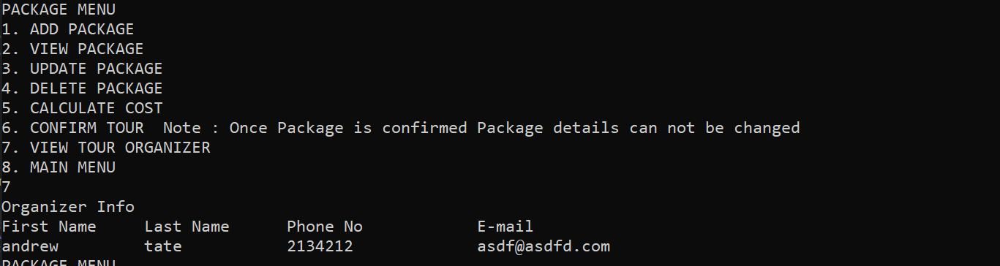 PACKAGE MENU
1. ADD PACKAGE
2. VIEW PACKAGE
3. UPDATE PACKAGE
4. DELETE PACKAGE
5. CALCULATE COST
6. CONFIRM TOUR  Note : Once Package is confirmed Package details can not be changed
7. VIEW TOUR ORGANIZER
8. MAIN MENU
7
Organizer Info
First Name     Last Name      Phone No            E-mail
andrew         tate           2134212             asdf@asdfd.com
PACKAGE MENU